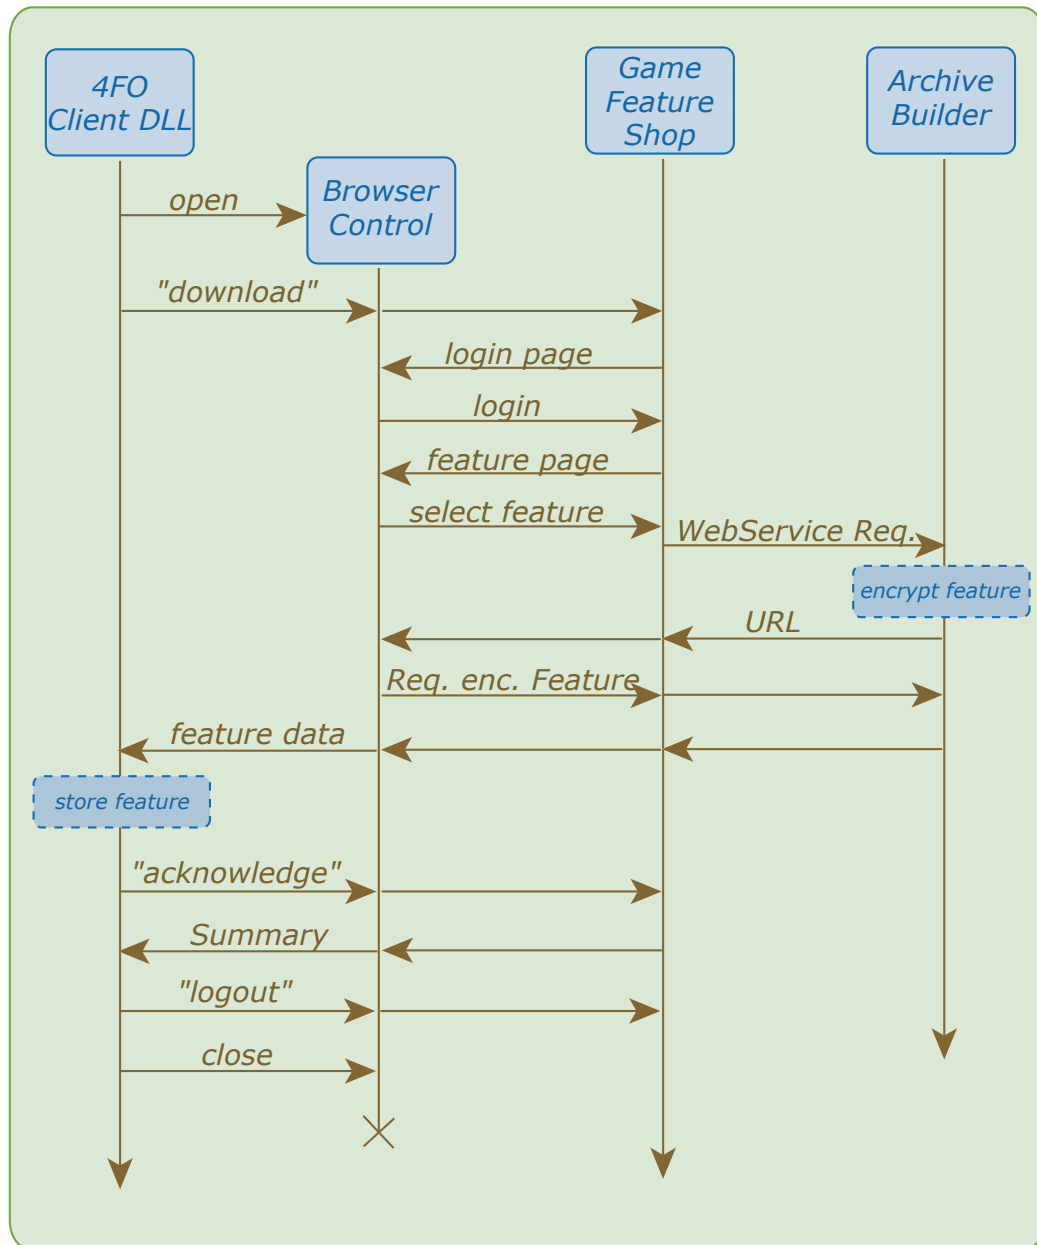 4FO
Client DLL
Game
Feature
Shop
Archive
Builder
Browser
Control
open
"download"
login page
login
feature page
select feature
WebService Req.
encrypt feature
URL
Req. enc. Feature
feature data
store feature
"acknowledge"
Summary
"logout"
close